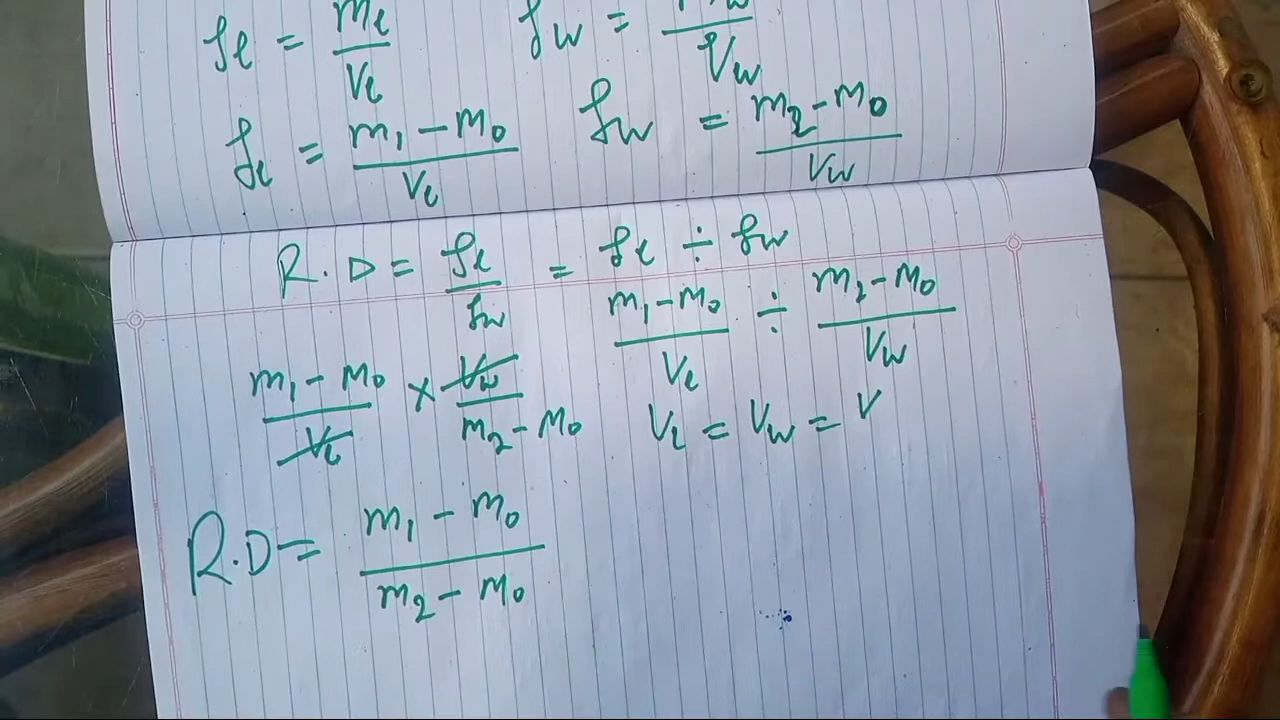 ρℓ = mℓ / Vℓ ρw = / Vw
ρℓ = m₁ - m₀ / Vℓ ρw = m₂ - m₀ / Vw
R.D = ρℓ / ρw = ρℓ ÷ ρw
m₁ - m₀ / Vℓ ÷ m₂ - m₀ / Vw
m₁ - m₀ / Vℓ × Vw / m₂ - m₀ Vℓ = Vw = V
R.D = m₁ - m₀ / m₂ - m₀